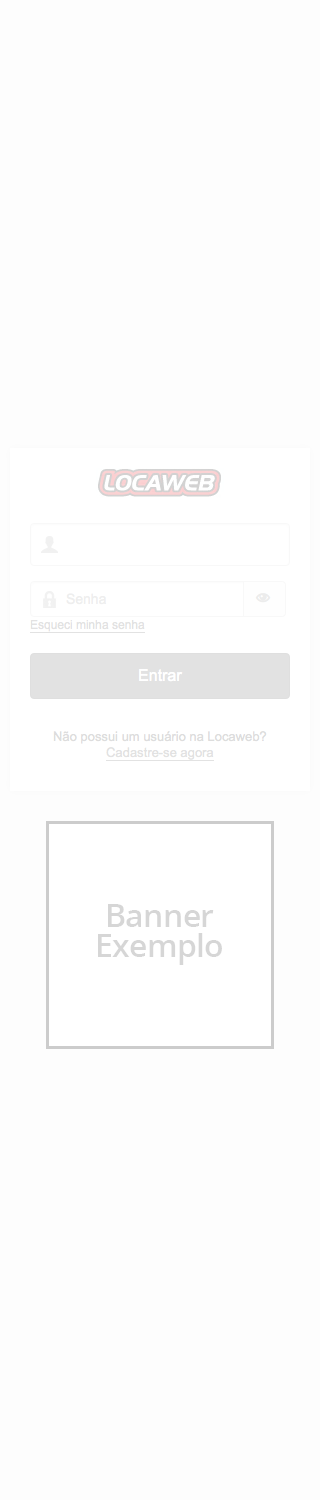 LOCAWEB
Senha
Esqueci minha senha
Entrar
Não possui um usuário na Locaweb?
Cadastre-se agora
Banner
Exemplo